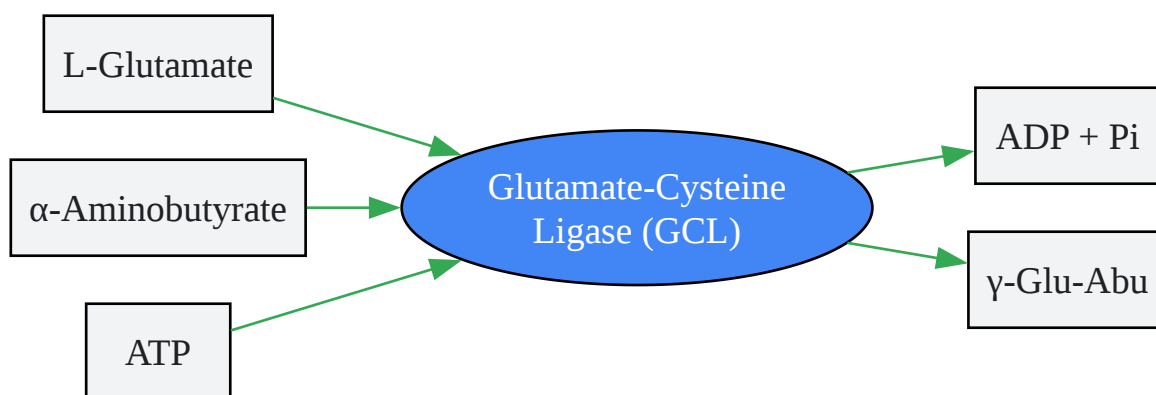 L-Glutamate
α-Aminobutyrate
ATP
Glutamate-Cysteine
Ligase (GCL)
ADP + Pi
γ-Glu-Abu